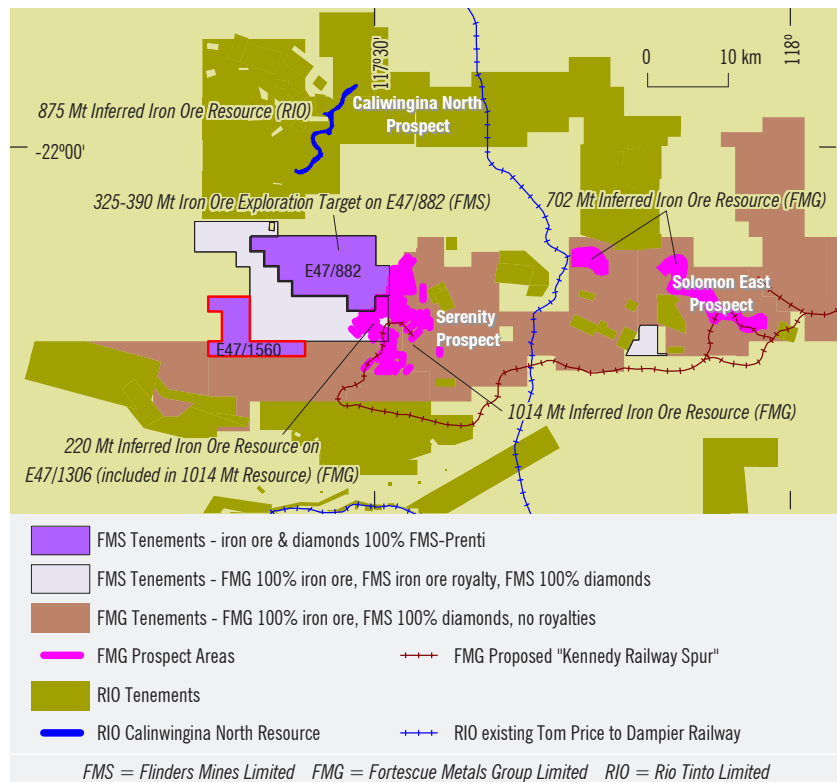 117º30'
0 10 km
118º
875 Mt Inferred Iron Ore Resource (RIO)
Caliwingina North
Prospect
-22º00'
325-390 Mt Iron Ore Exploration Target on E47/882 (FMS)
702 Mt Inferred Iron Ore Resource (FMG)
E47/882
Solomon East
Prospect
Serenity
Prospect
E47/1560
1014 Mt Inferred Iron Ore Resource (FMG)
220 Mt Inferred Iron Ore Resource on
E47/1306 (included in 1014 Mt Resource) (FMG)
FMS Tenements - iron ore & diamonds 100% FMS-Prenti
FMS Tenements - FMG 100% iron ore, FMS iron ore royalty, FMS 100% diamonds
FMG Tenements - FMG 100% iron ore, FMS 100% diamonds, no royalties
FMG Prospect Areas
FMG Proposed "Kennedy Railway Spur"
RIO Tenements
RIO Calinwingina North Resource
RIO existing Tom Price to Dampier Railway
FMS = Flinders Mines Limited FMG = Fortescue Metals Group Limited RIO = Rio Tinto Limited